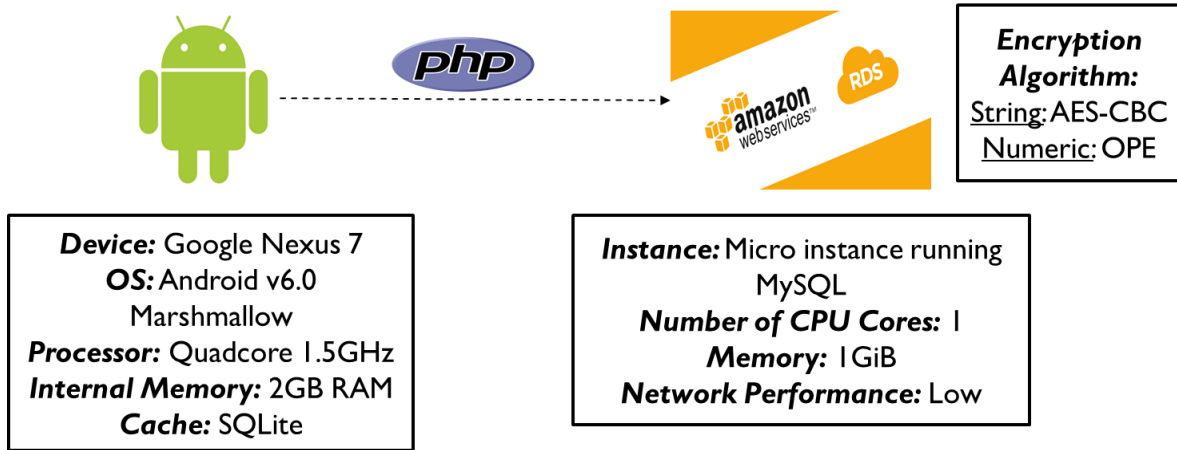 php
amazon
webservices™
RDS
Encryption
Algorithm:
String: AES-CBC
Numeric: OPE
Device: Google Nexus 7
OS: Android v6.0
Marshmallow
Processor: Quadcore 1.5GHz
Internal Memory: 2GB RAM
Cache: SQLite
Instance: Micro instance running
MySQL
Number of CPU Cores: 1
Memory: 1GiB
Network Performance: Low